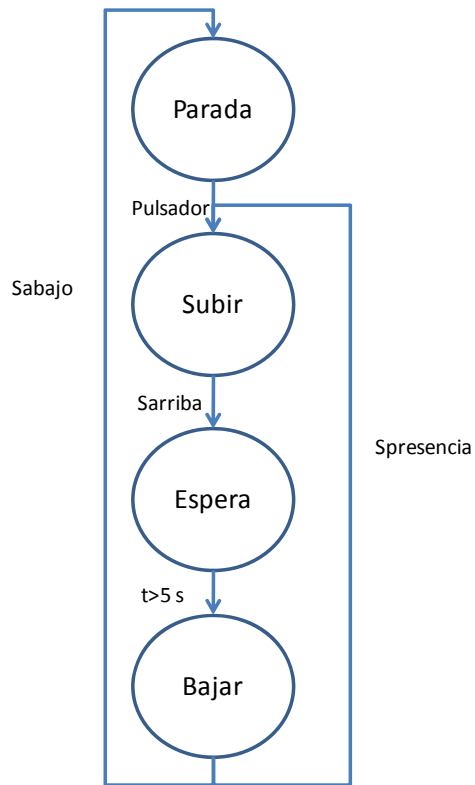 Parada
Pulsador
Sabajo
Subir
Sarriba
Spresencia
Espera
t>5 s
Bajar